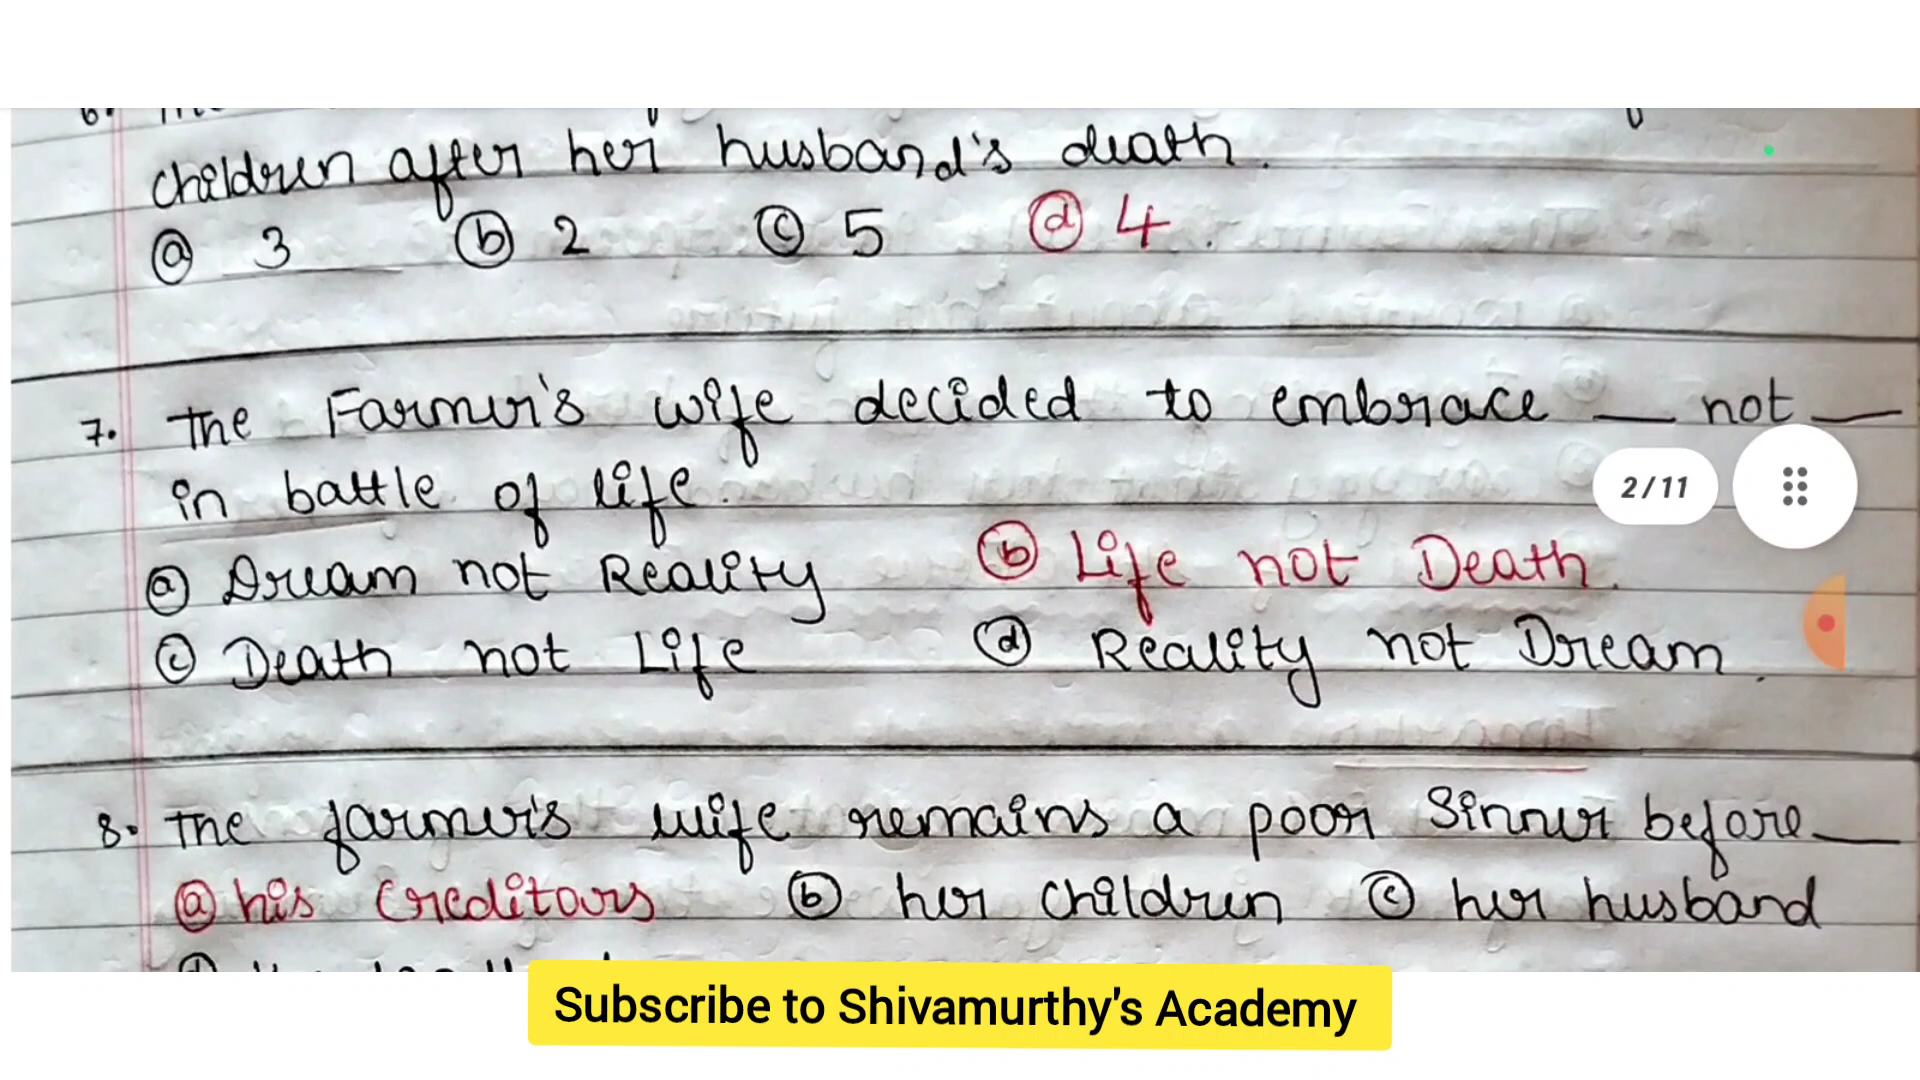 children after her husband's death.
ⓐ 3 ⓑ 2 ⓒ 5 ⓓ 4.
7. The Farmer's wife decided to embrace __ not __
in battle of life.
2/11
ⓐ Dream not Reality ⓑ Life not Death.
ⓒ Death not Life ⓓ Reality not Dream.
8. The farmer's wife remains a poor Sinner before __
ⓐ his Creditours ⓑ her children ⓒ her husband
Subscribe to Shivamurthy's Academy